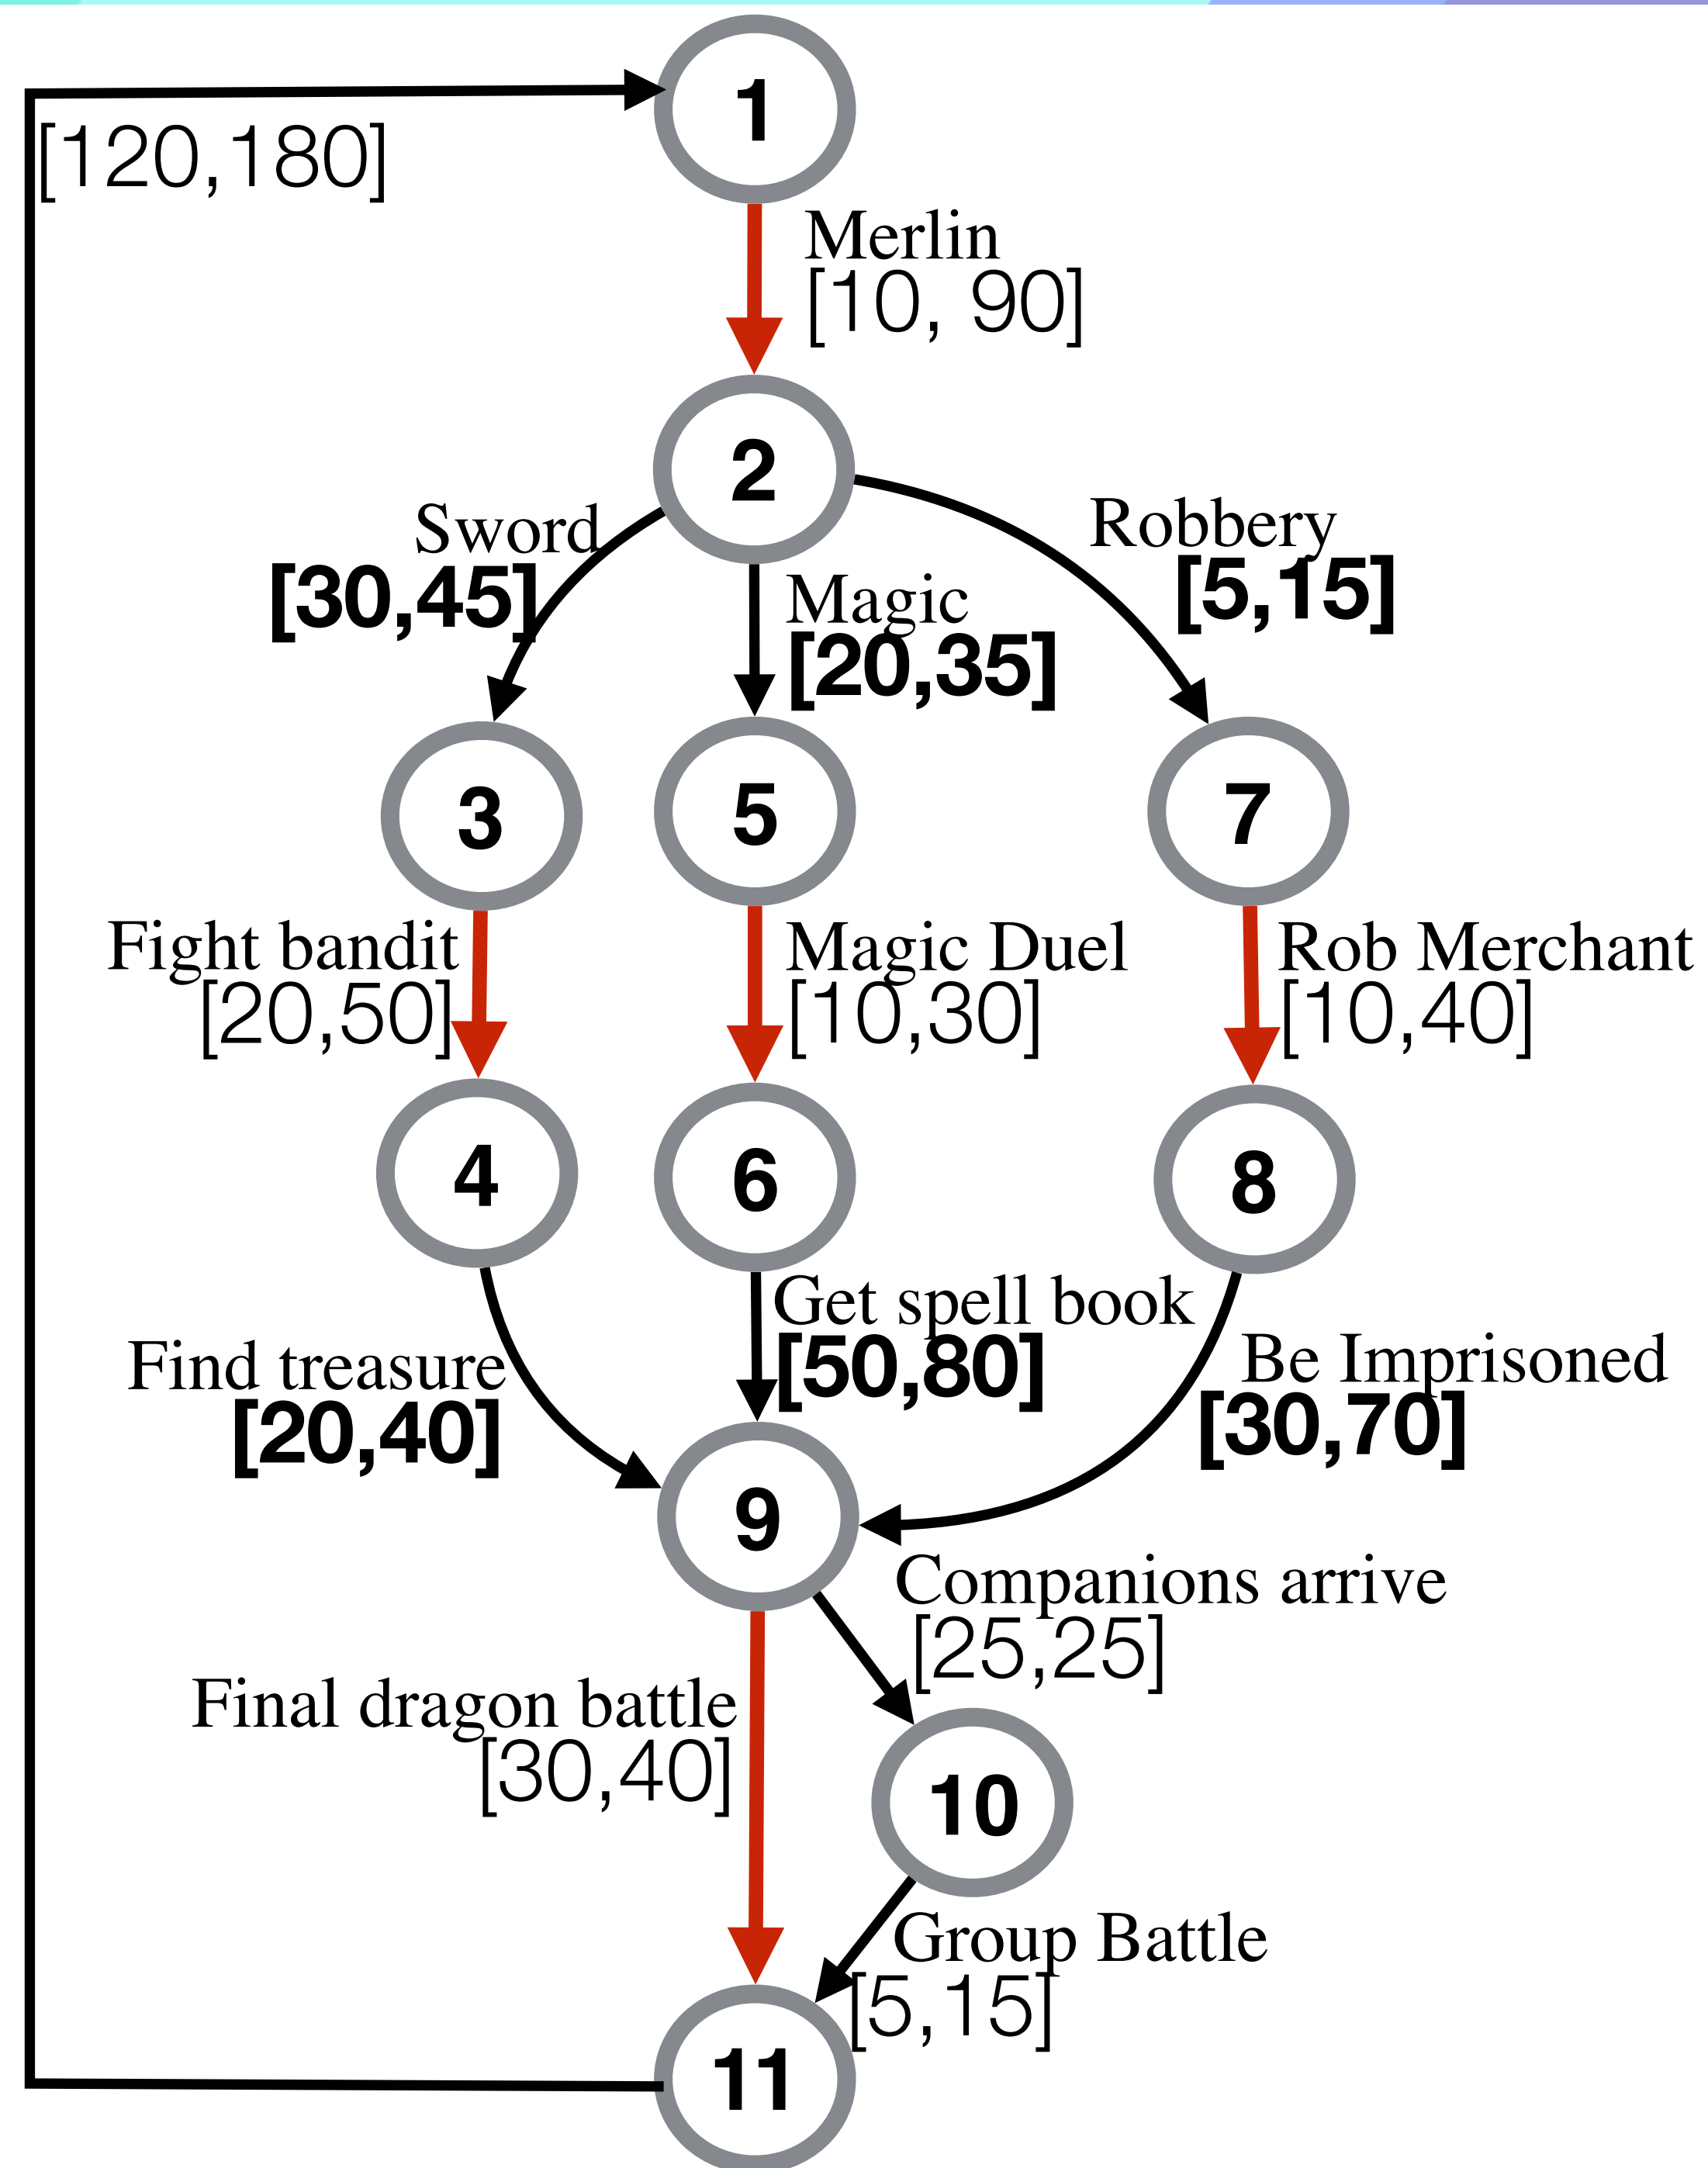 1
[120,180]
Merlin
[10, 90]
2
Sword
[30,45]
Magic
[20,35]
Robbery
[5,15]
3
5
7
Fight bandit
[20,50]
Magic Duel
[10,30]
Rob Merchant
[10,40]
4
6
8
Find treasure
[20,40]
Get spell book
[50,80]
Be Imprisoned
[30,70]
9
Companions arrive
[25,25]
Final dragon battle
[30,40]
10
Group Battle
[5,15]
11